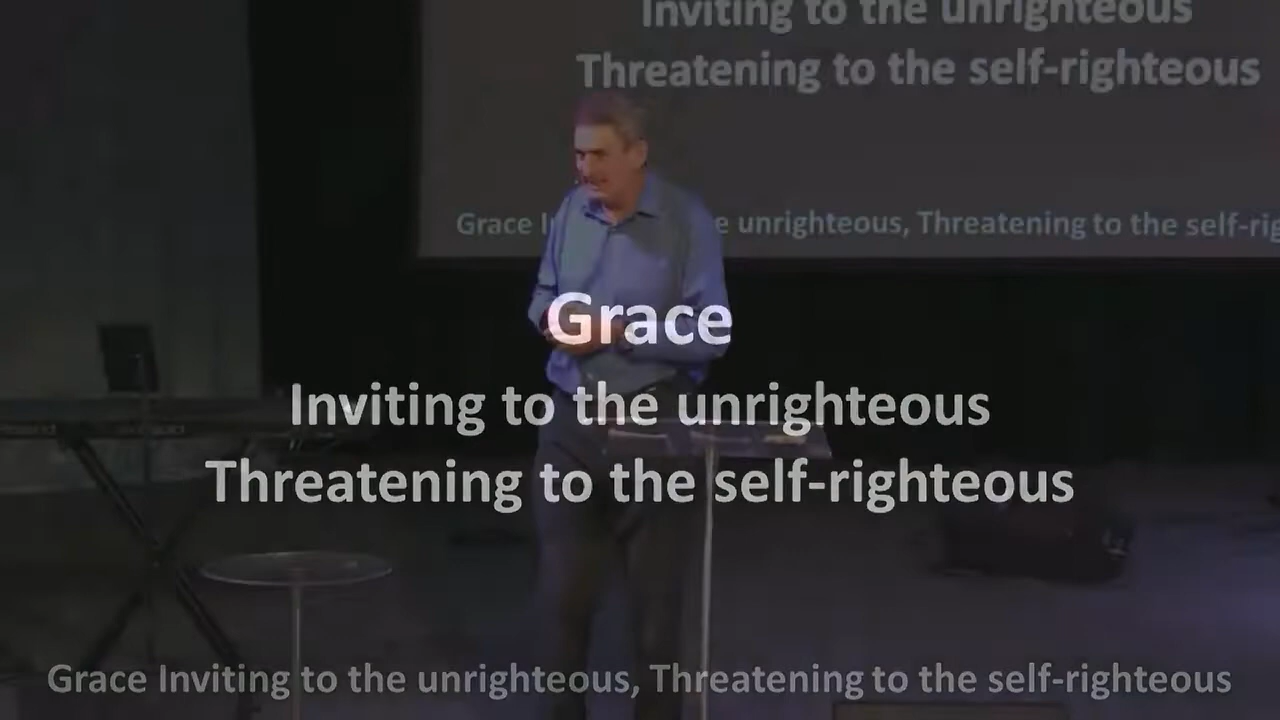 Inviting to the unrighteous
Threatening to the self-righteous
Grace I e unrighteous, Threatening to the self-rig
Grace
Inviting to the unrighteous
Threatening to the self-righteous
Grace Inviting to the unrighteous, Threatening to the self-righteous